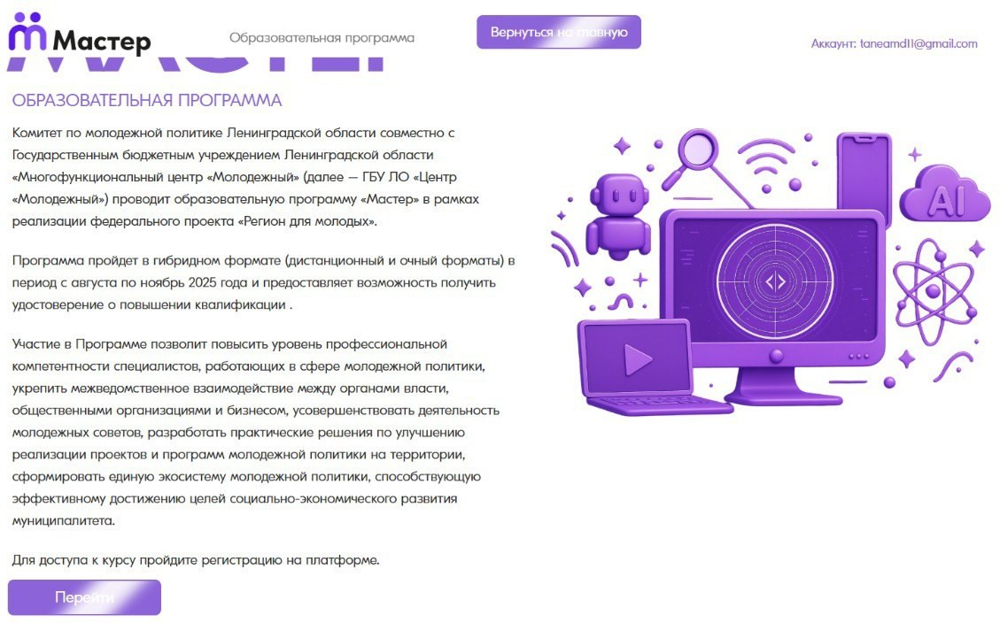 Мастер
Образовательная программа
Вернуться на главную
Аккаунт: taneamd11@gmail.com
ОБРАЗОВАТЕЛЬНАЯ ПРОГРАММА
Комитет по молодежной политике Ленинградской области совместно с
Государственным бюджетным учреждением Ленинградской области
«Многофункциональный центр «Молодежный» (далее – ГБУ ЛО «Центр
«Молодежный») проводит образовательную программу «Мастер» в рамках
реализации федерального проекта «Регион для молодых».
Программа пройдет в гибридном формате (дистанционный и очный форматы) в
период с августа по ноябрь 2025 года и предоставляет возможность получить
удостоверение о повышении квалификации .
Участие в Программе позволит повысить уровень профессиональной
компетентности специалистов, работающих в сфере молодежной политики,
укрепить межведомственное взаимодействие между органами власти,
общественными организациями и бизнесом, усовершенствовать деятельность
молодежных советов, разработать практические решения по улучшению
реализации проектов и программ молодежной политики на территории,
сформировать единую экосистему молодежной политики, способствующую
эффективному достижению целей социально-экономического развития
муниципалитета.
Для доступа к курсу пройдите регистрацию на платформе.
Перейти
AI